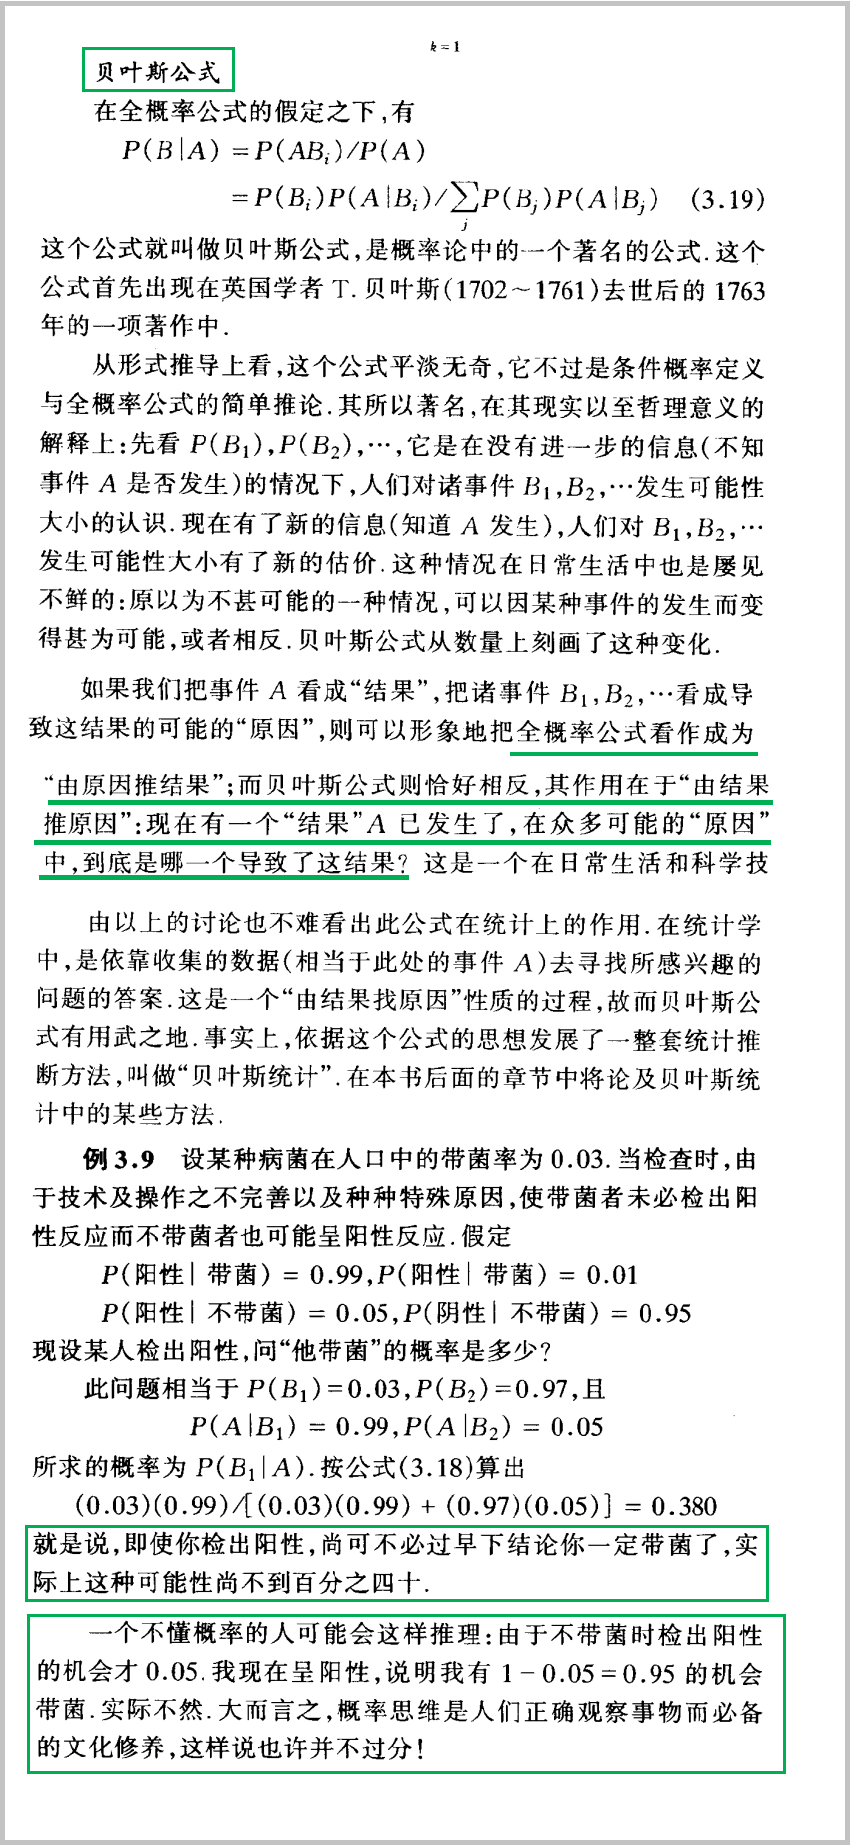 k=1
贝叶斯公式
在全概率公式的假定之下,有
P(B|A) =P(ABᵢ)/P(A)
=P(Bᵢ)P(A|Bᵢ)/∑P(Bⱼ)P(A|Bⱼ) (3.19)
j
这个公式就叫做贝叶斯公式,是概率论中的一个著名的公式.这个
公式首先出现在英国学者 T.贝叶斯(1702~1761)去世后的 1763
年的一项著作中.
从形式推导上看,这个公式平淡无奇,它不过是条件概率定义
与全概率公式的简单推论.其所以著名,在其现实以至哲理意义的
解释上:先看 P(B₁),P(B₂),…,它是在没有进一步的信息(不知
事件 A 是否发生)的情况下,人们对诸事件 B₁,B₂,…发生可能性
大小的认识.现在有了新的信息(知道 A 发生),人们对 B₁,B₂,…
发生可能性大小有了新的估价.这种情况在日常生活中也是屡见
不鲜的:原以为不甚可能的一种情况,可以因某种事件的发生而变
得甚为可能,或者相反.贝叶斯公式从数量上刻画了这种变化.
如果我们把事件 A 看成“结果”,把诸事件 B₁,B₂,…看成导
致这结果的可能的“原因”,则可以形象地把全概率公式看作成为
“由原因推结果”;而贝叶斯公式则恰好相反,其作用在于“由结果
推原因”:现在有一个“结果”A 已发生了,在众多可能的“原因”
中,到底是哪一个导致了这结果? 这是一个在日常生活和科学技
由以上的讨论也不难看出此公式在统计上的作用.在统计学
中,是依靠收集的数据(相当于此处的事件 A)去寻找所感兴趣的
问题的答案.这是一个“由结果找原因”性质的过程,故而贝叶斯公
式有用武之地.事实上,依据这个公式的思想发展了一整套统计推
断方法,叫做“贝叶斯统计”.在本书后面的章节中将论及贝叶斯统
计中的某些方法.
例 3.9 设某种病菌在人口中的带菌率为 0.03.当检查时,由
于技术及操作之不完善以及种种特殊原因,使带菌者未必检出阳
性反应而不带菌者也可能呈阳性反应.假定
P(阳性| 带菌) = 0.99,P(阳性| 带菌) = 0.01
P(阳性| 不带菌) = 0.05,P(阴性| 不带菌) = 0.95
现设某人检出阳性,问“他带菌”的概率是多少?
此问题相当于 P(B₁)=0.03,P(B₂)=0.97,且
P(A|B₁) = 0.99,P(A|B₂) = 0.05
所求的概率为 P(B₁|A).按公式(3.18)算出
(0.03)(0.99)/[(0.03)(0.99) + (0.97)(0.05)] = 0.380
就是说,即使你检出阳性,尚可不必过早下结论你一定带菌了,实
际上这种可能性尚不到百分之四十.
一个不懂概率的人可能会这样推理:由于不带菌时检出阳性
的机会才 0.05.我现在呈阳性,说明我有 1-0.05=0.95 的机会
带菌.实际不然.大而言之,概率思维是人们正确观察事物而必备
的文化修养,这样说也许并不过分!